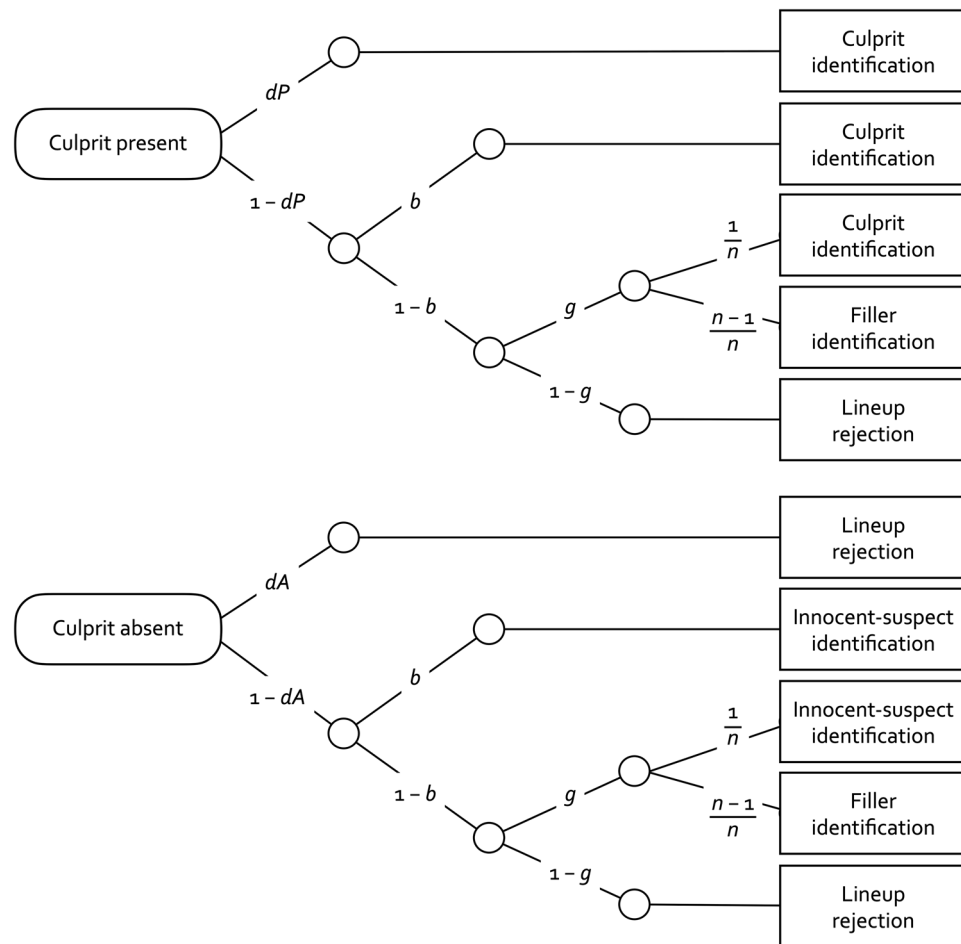 Culprit
identification
dP
Culprit present
Culprit
identification
1 – dP
b
Culprit
identification
1
n
1 – b
g
Filler
identification
n – 1
n
1 – g
Lineup
rejection
Lineup
rejection
dA
Culprit absent
Innocent-suspect
identification
1 – dA
b
Innocent-suspect
identification
1
n
1 – b
g
Filler
identification
n – 1
n
1 – g
Lineup
rejection